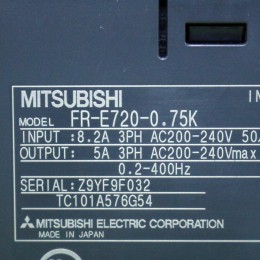 MITSUBISHI IN
MODEL FR-E720-0.75K
INPUT :8.2A 3PH AC200-240V 50/
OUTPUT: 5A 3PH AC200-240Vmax
0.2-400Hz
SERIAL:Z9YF9F032
TC101A576G54
MITSUBISHI ELECTRIC CORPORATION
MADE IN JAPAN